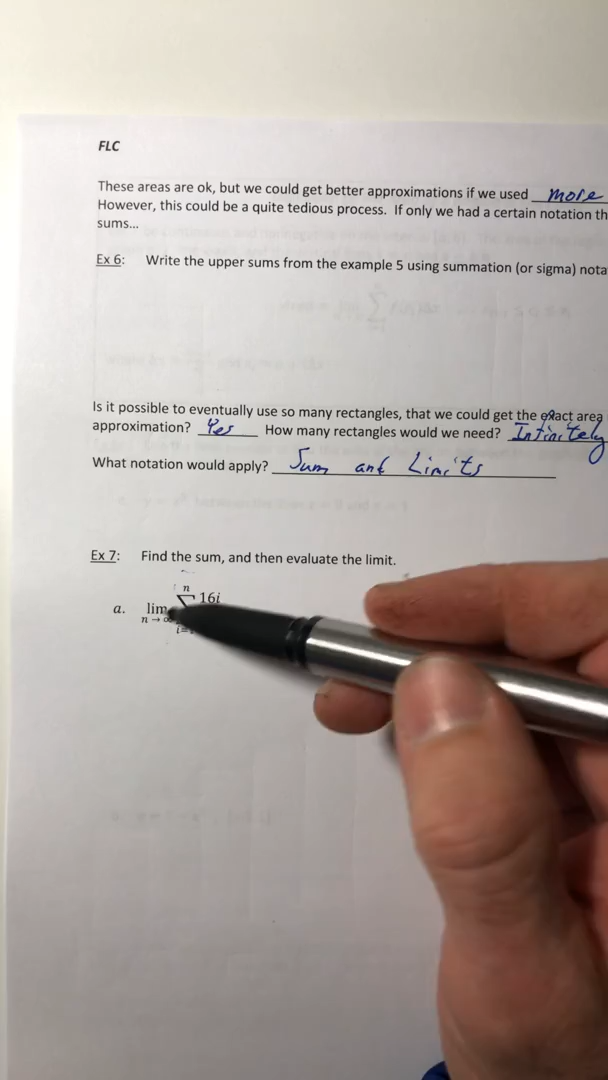 FLC
These areas are ok, but we could get better approximations if we used more
However, this could be a quite tedious process. If only we had a certain notation th
sums...
Ex 6: Write the upper sums from the example 5 using summation (or sigma) nota
Is it possible to eventually use so many rectangles, that we could get the exact area
approximation? Yes How many rectangles would we need? Infinitely
What notation would apply? Sum and Limits
Ex 7: Find the sum, and then evaluate the limit.
n
a. lim Σ 16i
n → ∞ i=